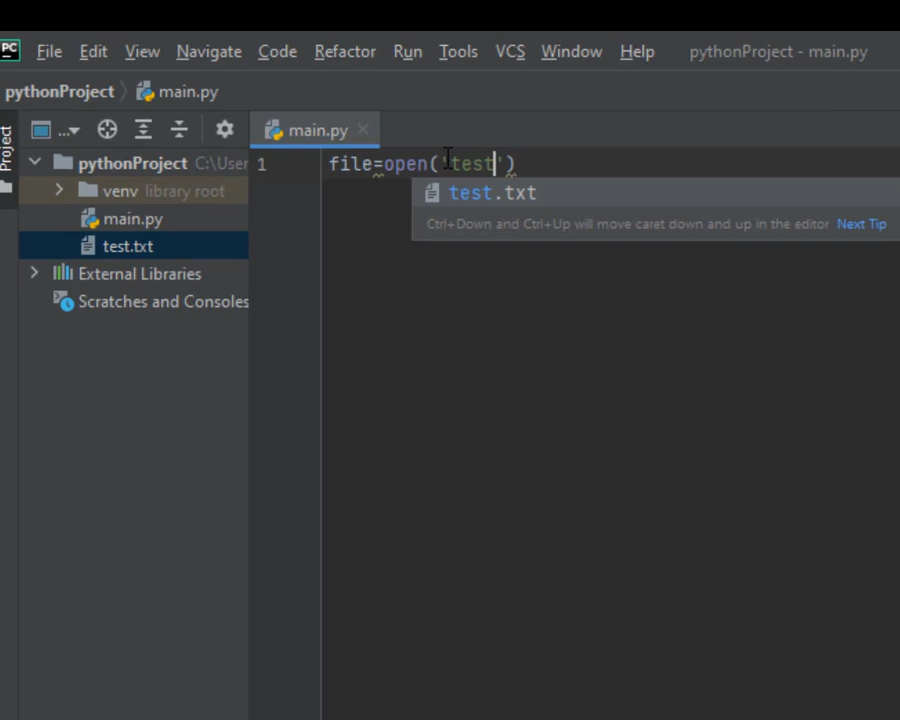 PC File Edit View Navigate Code Refactor Run Tools VCS Window Help pythonProject - main.py
pythonProject main.py
Project
... main.py
pythonProject C:\User
venv library root
main.py
test.txt
External Libraries
Scratches and Consoles
1 file=open('test')
test.txt
Ctrl+Down and Ctrl+Up will move caret down and up in the editor Next Tip